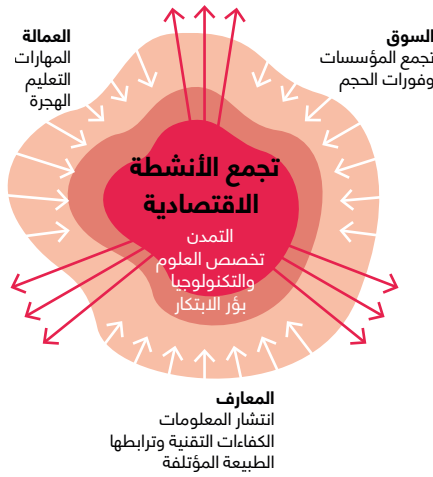 السوق
تجمع المؤسسات
وفورات الحجم
العمالة
المهارات
التعليم
الهجرة
تجمع الأنشطة
الاقتصادية
التمدن
تخصص العلوم
والتكنولوجيا
بؤر الابتكار
المعارف
انتشار المعلومات
الكفاءات التقنية وترابطها
الطبيعة المؤتلفة